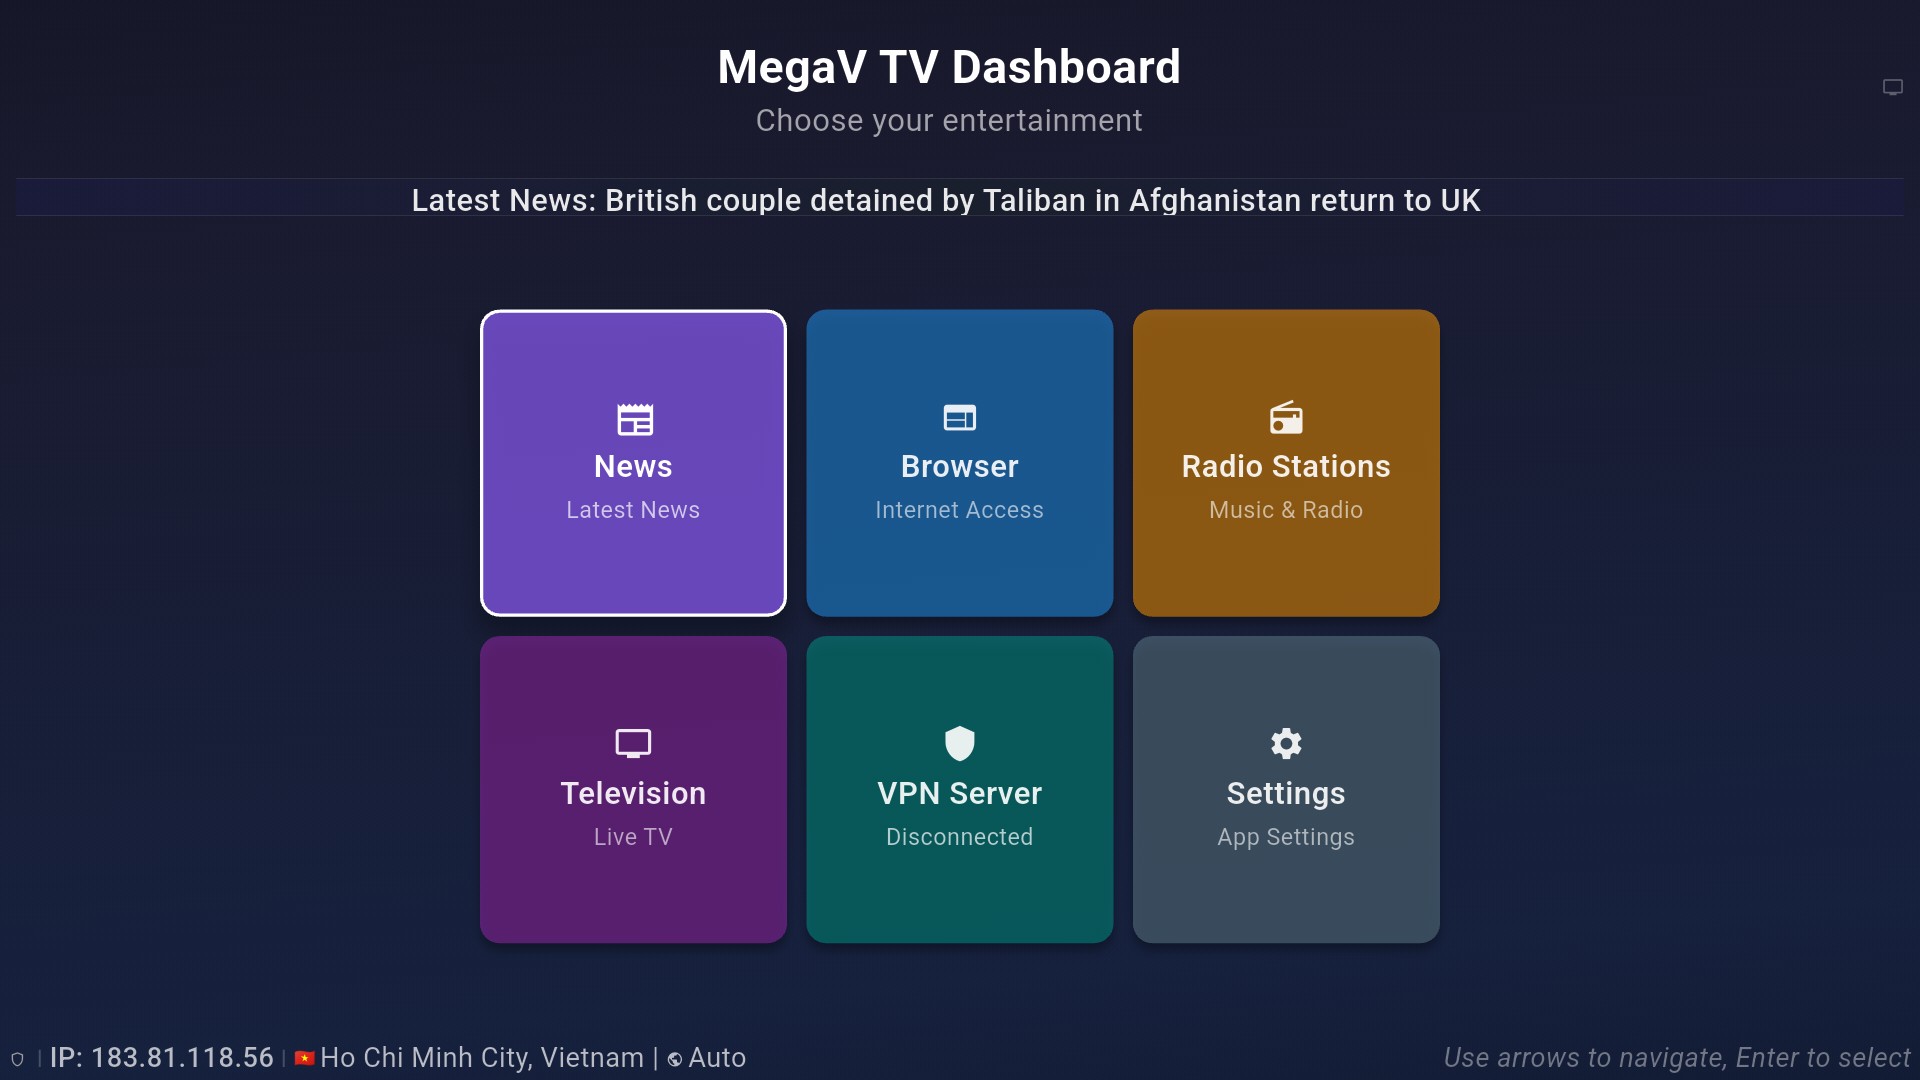 MegaV TV Dashboard
Choose your entertainment
Latest News: British couple detained by Taliban in Afghanistan return to UK
News
Latest News
Browser
Internet Access
Radio Stations
Music & Radio
Television
Live TV
VPN Server
Disconnected
Settings
App Settings
| IP: 183.81.118.56 | Ho Chi Minh City, Vietnam | Auto
Use arrows to navigate, Enter to select